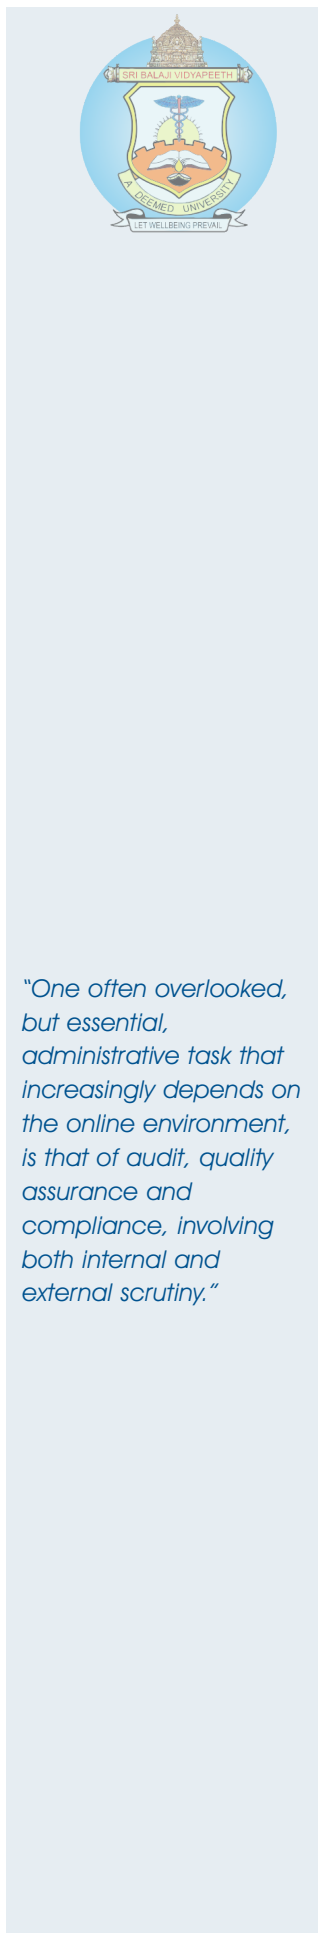 SRI BALAJI VIDYAPEETH
A DEEMED UNIVERSITY
LET WELLBEING PREVAIL
“One often overlooked,
but essential,
administrative task that
increasingly depends on
the online environment,
is that of audit, quality
assurance and
compliance, involving
both internal and
external scrutiny.“